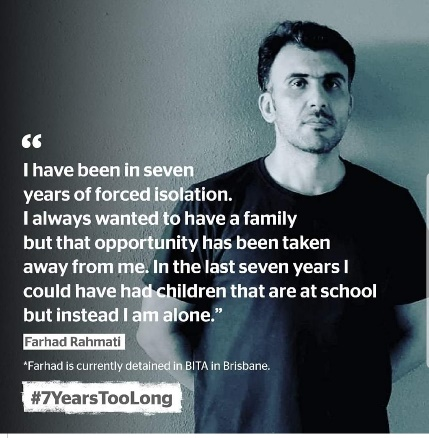 “
I have been in seven
years of forced isolation.
I always wanted to have a family
but that opportunity has been taken
away from me. In the last seven years I
could have had children that are at school
but instead I am alone.”
Farhad Rahmati
*Farhad is currently detained in BITA in Brisbane.
#7YearsTooLong